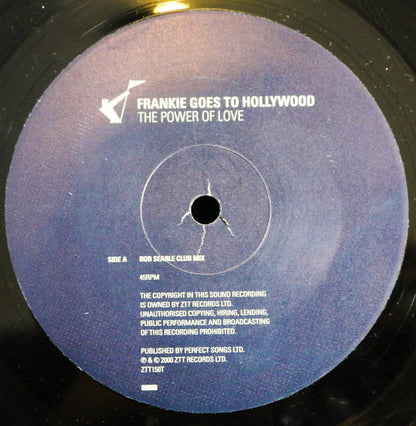 FRANKIE GOES TO HOLLYWOOD
THE POWER OF LOVE
SIDE A ROB SEARLE CLUB MIX
45RPM
THE COPYRIGHT IN THIS SOUND RECORDING
IS OWNED BY ZTT RECORDS LTD.
UNAUTHORISED COPYING, HIRING, LENDING,
PUBLIC PERFORMANCE AND BROADCASTING
OF THIS RECORDING PROHIBITED.
PUBLISHED BY PERFECT SONGS LTD.
℗ & © 2000 ZTT RECORDS LTD.
ZTT150T